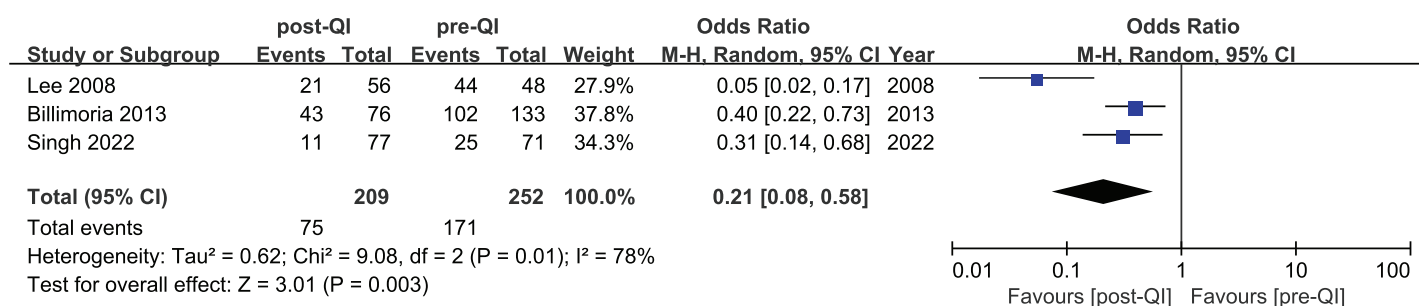 post-QI pre-QI Odds Ratio Odds Ratio
Study or Subgroup Events Total Events Total Weight M-H, Random, 95% CI Year M-H, Random, 95% CI
Lee 2008 21 56 44 48 27.9% 0.05 [0.02, 0.17] 2008
Billimoria 2013 43 76 102 133 37.8% 0.40 [0.22, 0.73] 2013
Singh 2022 11 77 25 71 34.3% 0.31 [0.14, 0.68] 2022
Total (95% CI) 209 252 100.0% 0.21 [0.08, 0.58]
Total events 75 171
Heterogeneity: Tau² = 0.62; Chi² = 9.08, df = 2 (P = 0.01); I² = 78%
Test for overall effect: Z = 3.01 (P = 0.003)
0.01 0.1 1 10 100
Favours [post-QI] Favours [pre-QI]